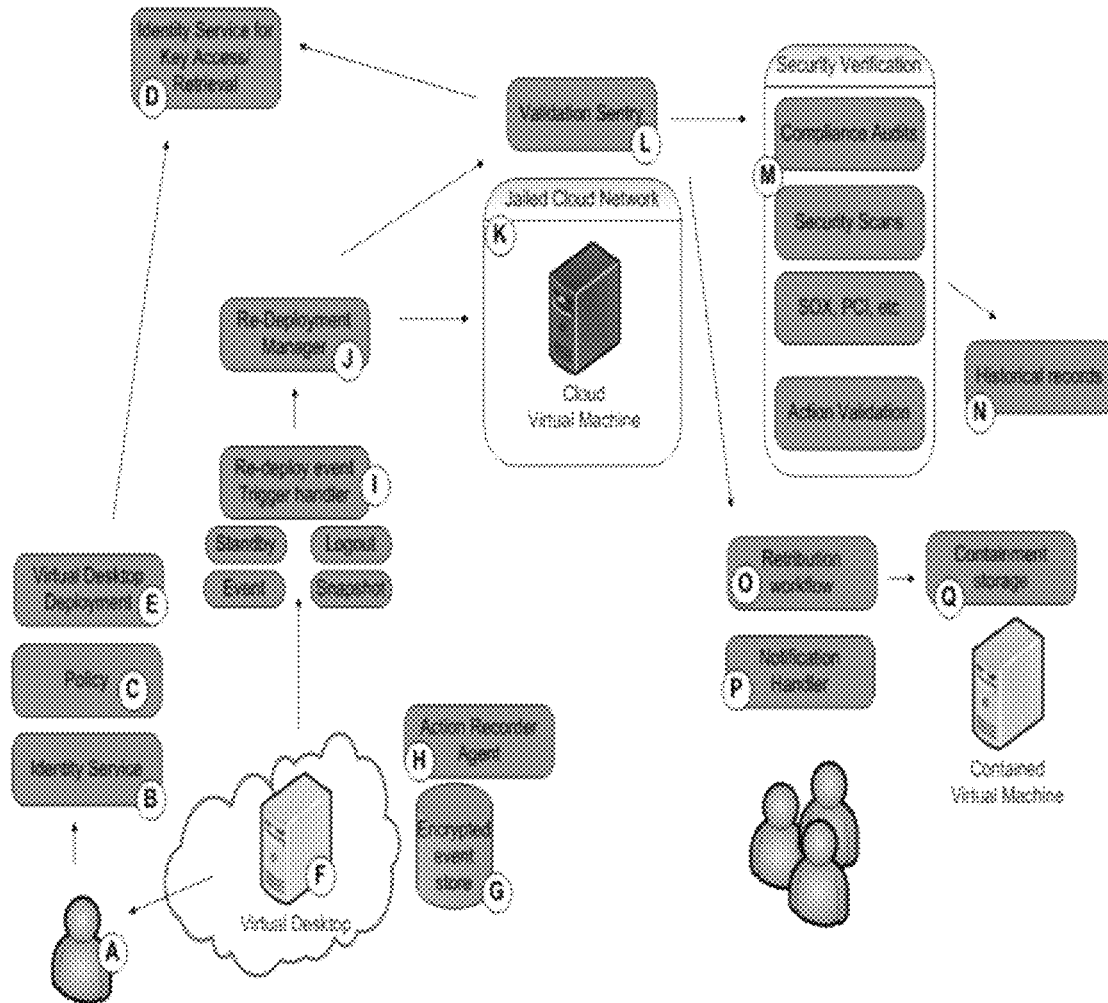 Identity Service for
Key Access/
Retrieval
D
Validation Sentry
L
Security Verification
Compliance Audits
M
Security Scans
SOX, PCI, etc
Action Validation
Jailed Cloud Network
K
Cloud
Virtual Machine
Re-Deployment
Manager
J
Historical records
N
Re-deploy event
Trigger handler
I
Standby
Logout
Event
Snapshot
Virtual Desktop
Deployment
E
Policy
C
Identity Service
B
A
F
Virtual Desktop
Action Recorder
Agent
H
Encrypted
event
store
G
workflow
O
Containment
storage
Q
Notification
Handler
P
Contained
Virtual Machine